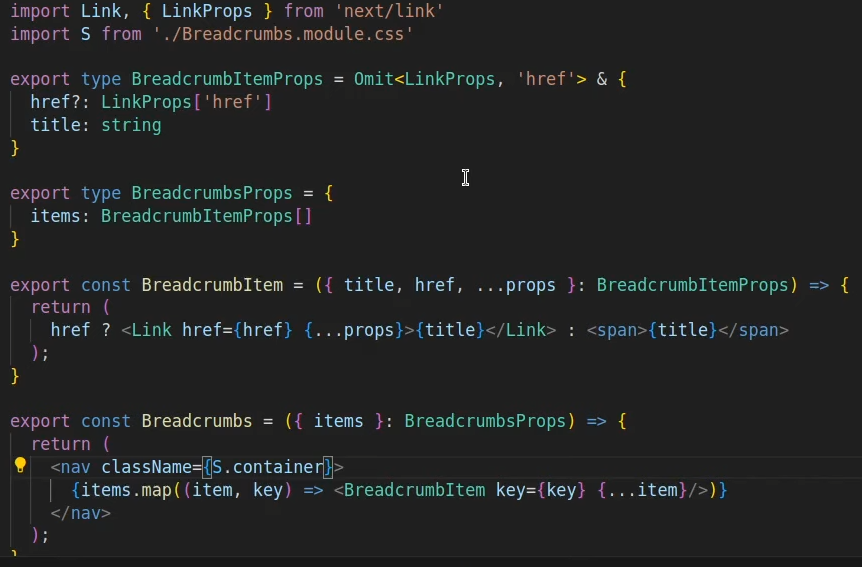 import Link, { LinkProps } from 'next/link'
import S from './Breadcrumbs.module.css'
export type BreadcrumbItemProps = Omit<LinkProps, 'href'> & {
  href?: LinkProps['href']
  title: string
}
export type BreadcrumbsProps = {
  items: BreadcrumbItemProps[]
}
export const BreadcrumbItem = ({ title, href, ...props }: BreadcrumbItemProps) => {
  return (
    href ? <Link href={href} {...props}>{title}</Link> : <span>{title}</span>
  );
}
export const Breadcrumbs = ({ items }: BreadcrumbsProps) => {
  return (
    <nav className={S.container}>
      {items.map((item, key) => <BreadcrumbItem key={key} {...item}/>)}
    </nav>
  );
}